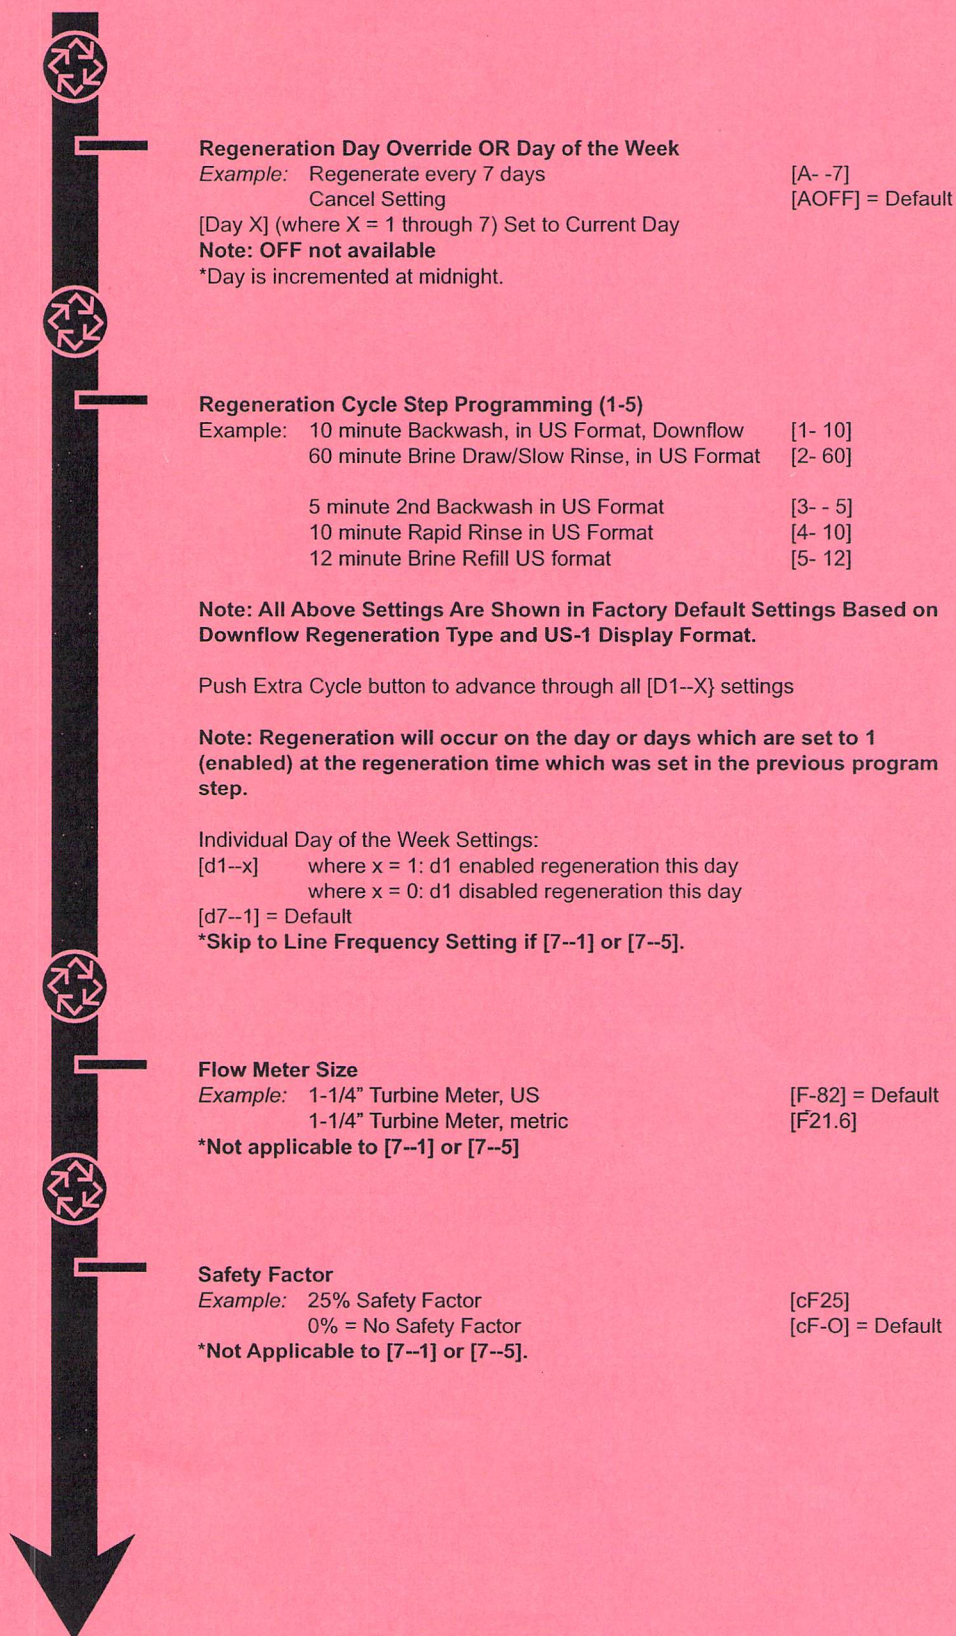 Regeneration Day Override OR Day of the Week
Example: Regenerate every 7 days [A- -7]
Cancel Setting [AOFF] = Default
[Day X] (where X = 1 through 7) Set to Current Day
Note: OFF not available
*Day is incremented at midnight.
Regeneration Cycle Step Programming (1-5)
Example: 10 minute Backwash, in US Format, Downflow [1- 10]
60 minute Brine Draw/Slow Rinse, in US Format [2- 60]
5 minute 2nd Backwash in US Format [3- - 5]
10 minute Rapid Rinse in US Format [4- 10]
12 minute Brine Refill US format [5- 12]
Note: All Above Settings Are Shown in Factory Default Settings Based on
Downflow Regeneration Type and US-1 Display Format.
Push Extra Cycle button to advance through all [D1--X} settings
Note: Regeneration will occur on the day or days which are set to 1
(enabled) at the regeneration time which was set in the previous program
step.
Individual Day of the Week Settings:
[d1--x] where x = 1: d1 enabled regeneration this day
where x = 0: d1 disabled regeneration this day
[d7--1] = Default
*Skip to Line Frequency Setting if [7--1] or [7--5].
Flow Meter Size
Example: 1-1/4" Turbine Meter, US [F-82] = Default
1-1/4" Turbine Meter, metric [F21.6]
*Not applicable to [7--1] or [7--5]
Safety Factor
Example: 25% Safety Factor [cF25]
0% = No Safety Factor [cF-O] = Default
*Not Applicable to [7--1] or [7--5].